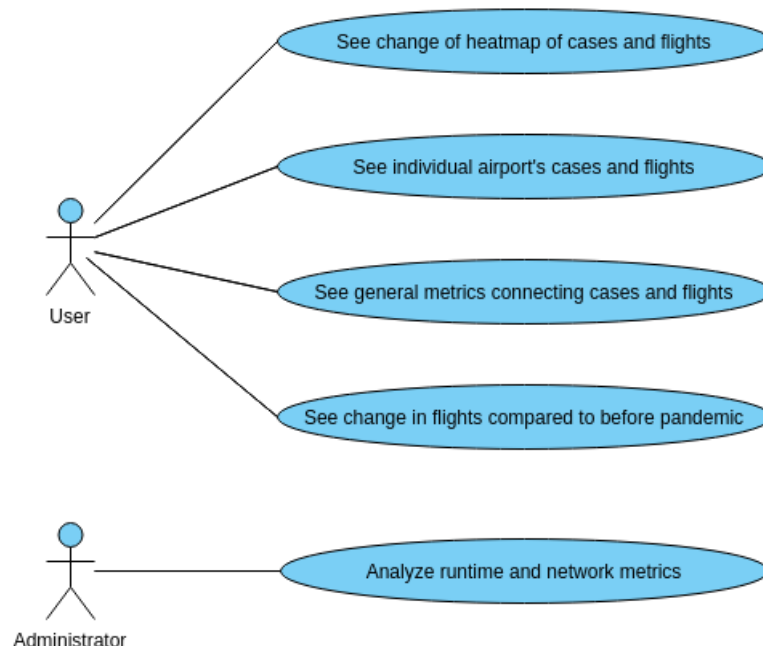 See change of heatmap of cases and flights
See individual airport's cases and flights
User
See general metrics connecting cases and flights
See change in flights compared to before pandemic
Analyze runtime and network metrics
Administrator